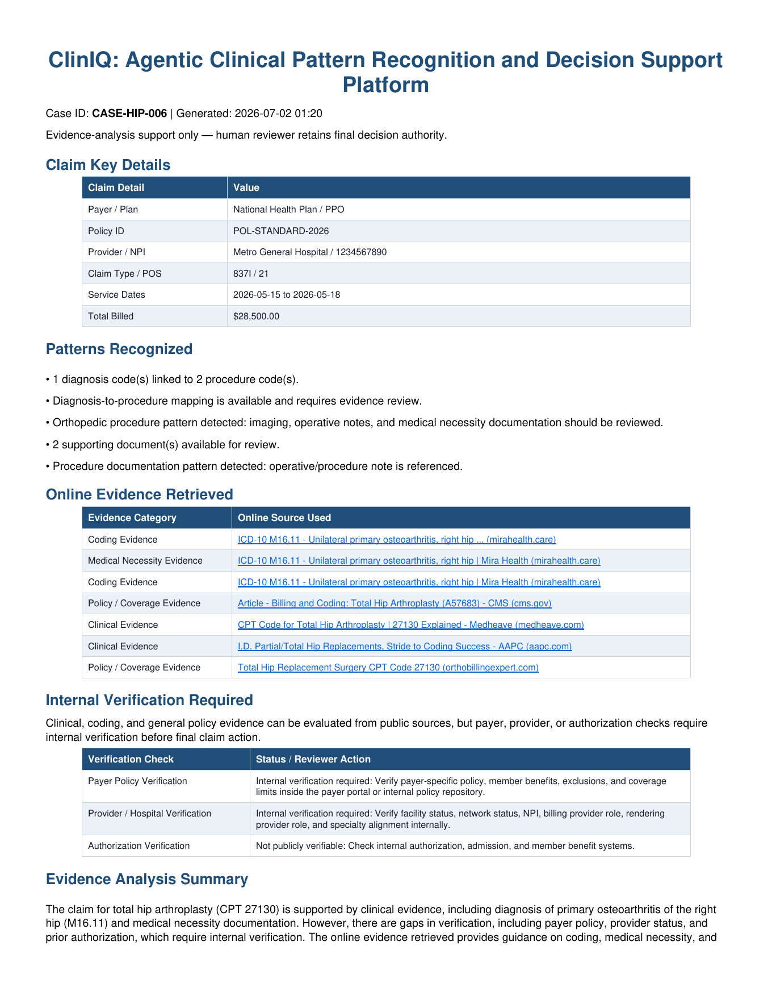 ClinIQ: Agentic Clinical Pattern Recognition and Decision Support
Platform
Case ID: CASE-HIP-006 | Generated: 2026-07-02 01:20
Evidence-analysis support only — human reviewer retains final decision authority.
Claim Key Details
Claim Detail Value
Payer / Plan National Health Plan / PPO
Policy ID POL-STANDARD-2026
Provider / NPI Metro General Hospital / 1234567890
Claim Type / POS 837I / 21
Service Dates 2026-05-15 to 2026-05-18
Total Billed $28,500.00
Patterns Recognized
• 1 diagnosis code(s) linked to 2 procedure code(s).
• Diagnosis-to-procedure mapping is available and requires evidence review.
• Orthopedic procedure pattern detected: imaging, operative notes, and medical necessity documentation should be reviewed.
• 2 supporting document(s) available for review.
• Procedure documentation pattern detected: operative/procedure note is referenced.
Online Evidence Retrieved
Evidence Category Online Source Used
Coding Evidence ICD-10 M16.11 - Unilateral primary osteoarthritis, right hip ... (mirahealth.care)
Medical Necessity Evidence ICD-10 M16.11 - Unilateral primary osteoarthritis, right hip | Mira Health (mirahealth.care)
Coding Evidence ICD-10 M16.11 - Unilateral primary osteoarthritis, right hip | Mira Health (mirahealth.care)
Policy / Coverage Evidence Article - Billing and Coding: Total Hip Arthroplasty (A57683) - CMS (cms.gov)
Clinical Evidence CPT Code for Total Hip Arthroplasty | 27130 Explained - Medheave (medheave.com)
Clinical Evidence I.D. Partial/Total Hip Replacements, Stride to Coding Success - AAPC (aapc.com)
Policy / Coverage Evidence Total Hip Replacement Surgery CPT Code 27130 (orthobillingexpert.com)
Internal Verification Required
Clinical, coding, and general policy evidence can be evaluated from public sources, but payer, provider, or authorization checks require
internal verification before final claim action.
Verification Check Status / Reviewer Action
Payer Policy Verification Internal verification required: Verify payer-specific policy, member benefits, exclusions, and coverage
limits inside the payer portal or internal policy repository.
Provider / Hospital Verification Internal verification required: Verify facility status, network status, NPI, billing provider role, rendering
provider role, and specialty alignment internally.
Authorization Verification Not publicly verifiable: Check internal authorization, admission, and member benefit systems.
Evidence Analysis Summary
The claim for total hip arthroplasty (CPT 27130) is supported by clinical evidence, including diagnosis of primary osteoarthritis of the right
hip (M16.11) and medical necessity documentation. However, there are gaps in verification, including payer policy, provider status, and
prior authorization, which require internal verification. The online evidence retrieved provides guidance on coding, medical necessity, and